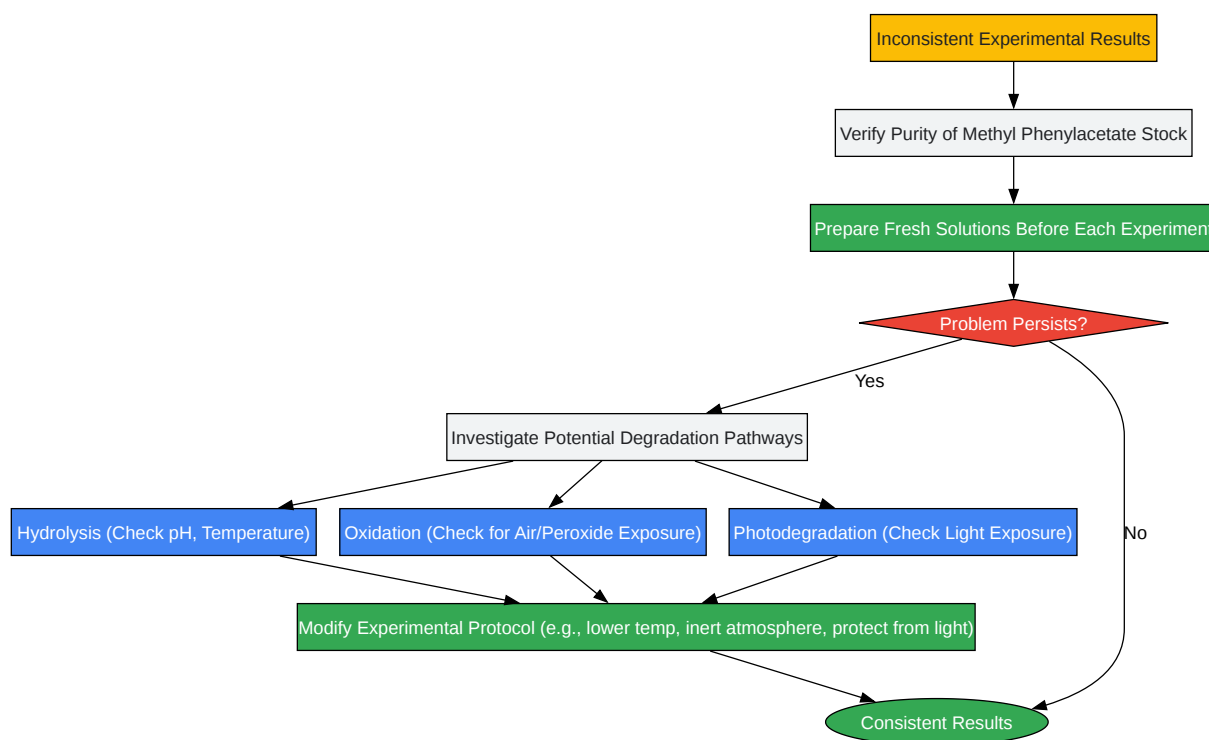 Inconsistent Experimental Results
Verify Purity of Methyl Phenylacetate Stock
Prepare Fresh Solutions Before Each Experiment
Problem Persists?
Yes
Investigate Potential Degradation Pathways
Hydrolysis (Check pH, Temperature)
Oxidation (Check for Air/Peroxide Exposure)
Photodegradation (Check Light Exposure)
No
Modify Experimental Protocol (e.g., lower temp, inert atmosphere, protect from light)
Consistent Results